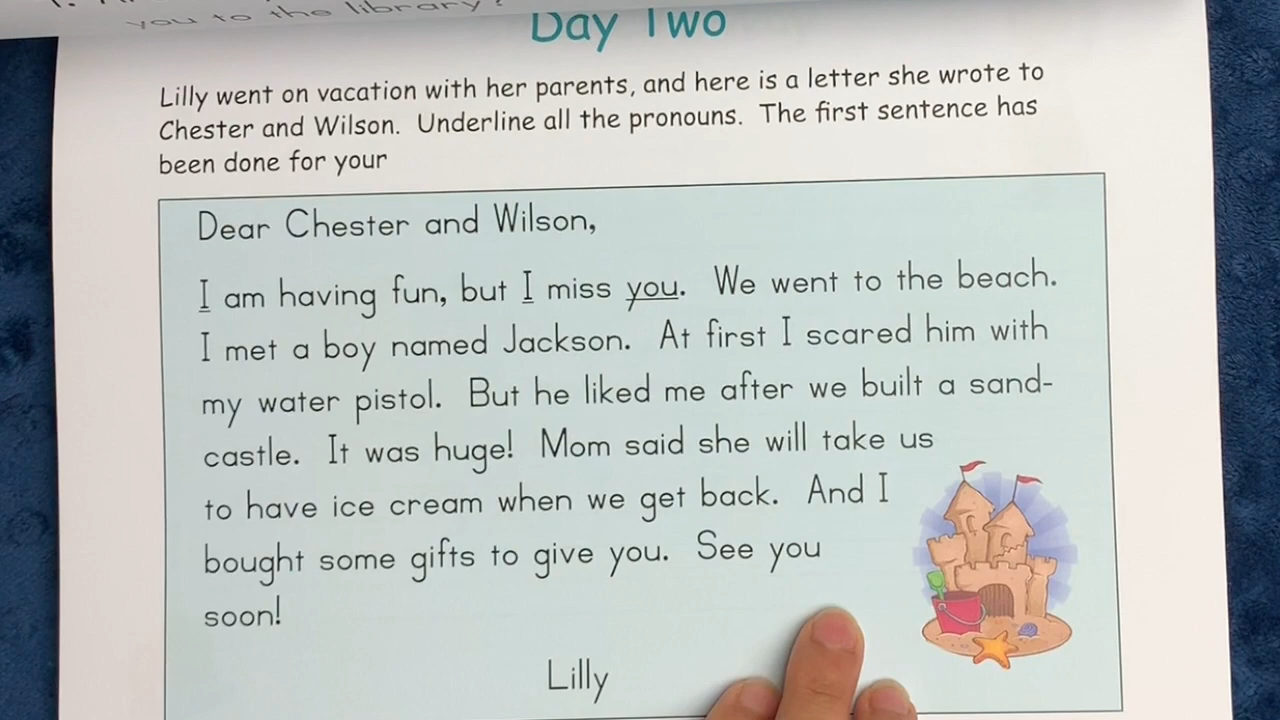 you to the library?
Day Two
Lilly went on vacation with her parents, and here is a letter she wrote to
Chester and Wilson. Underline all the pronouns. The first sentence has
been done for your
Dear Chester and Wilson,
I am having fun, but I miss you. We went to the beach.
I met a boy named Jackson. At first I scared him with
my water pistol. But he liked me after we built a sand-
castle. It was huge! Mom said she will take us
to have ice cream when we get back. And I
bought some gifts to give you. See you
soon!
Lilly